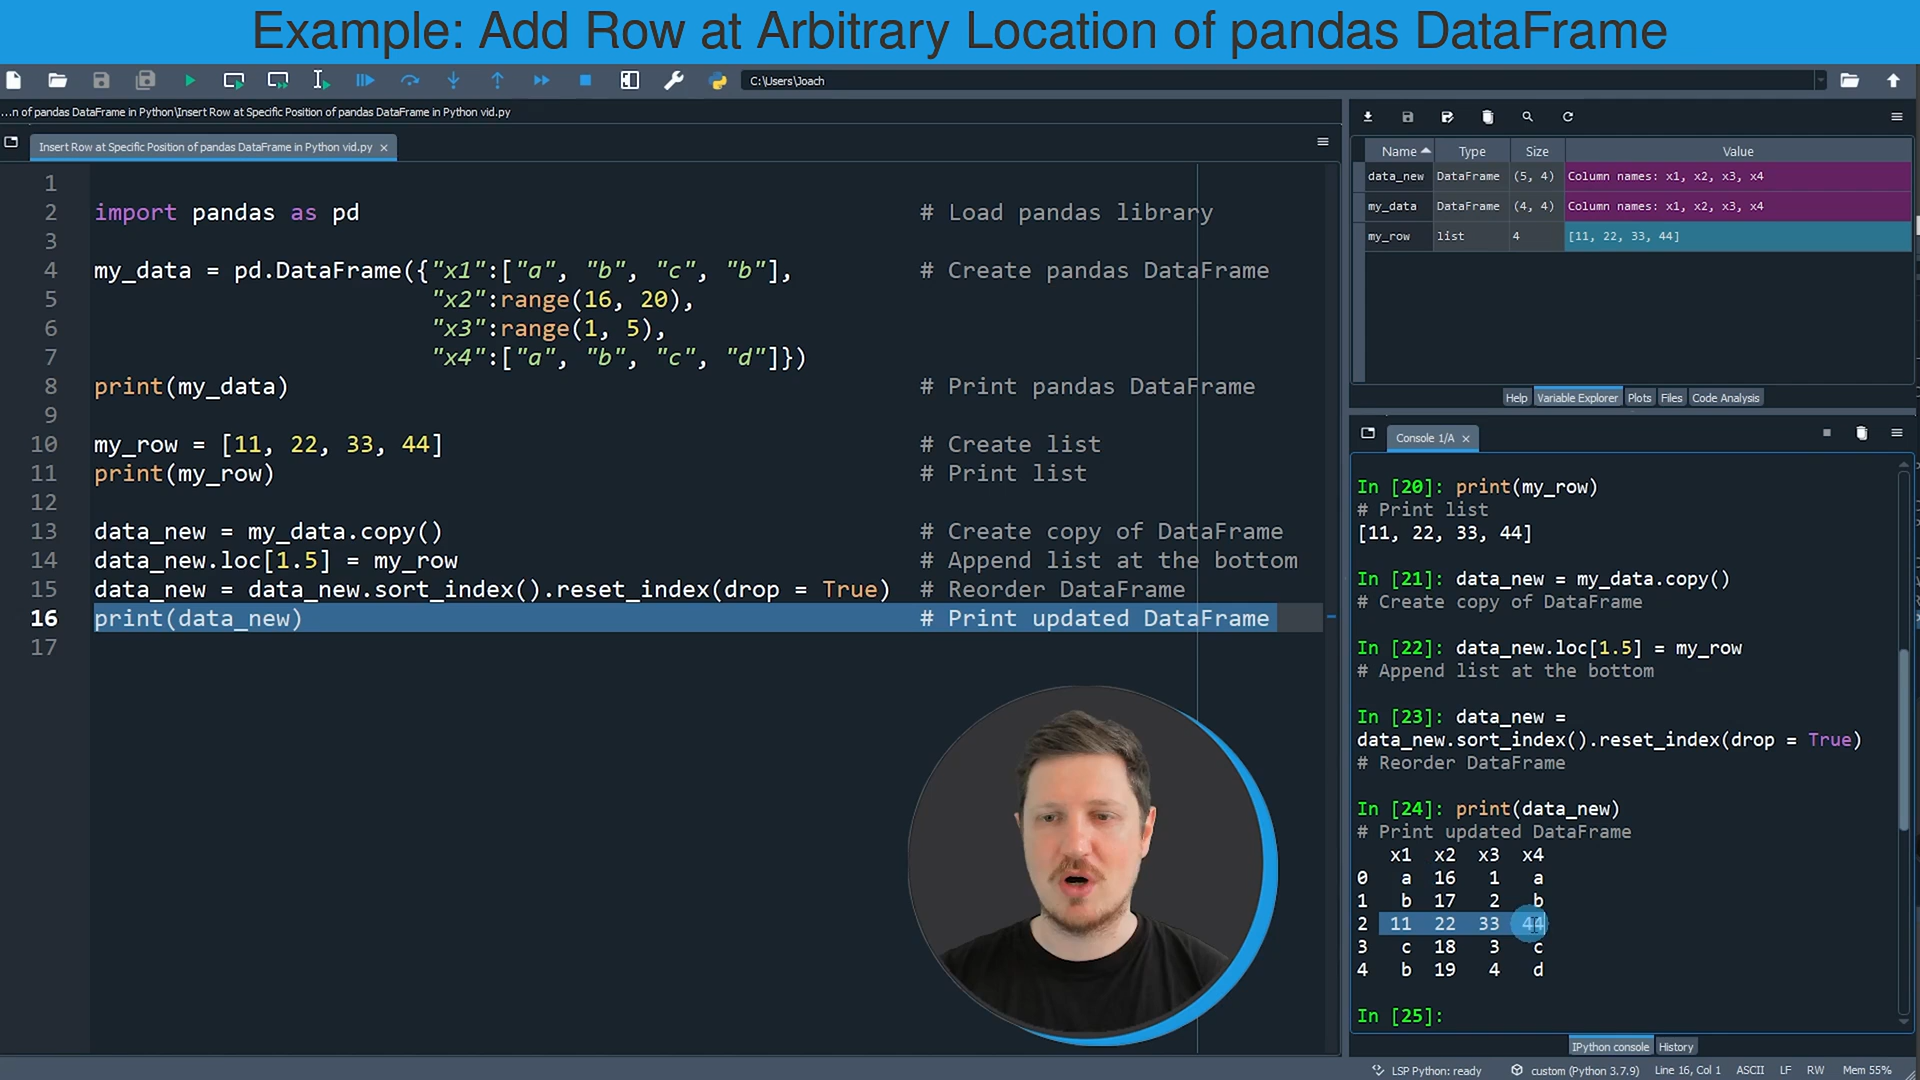 Example: Add Row at Arbitrary Location of pandas DataFrame
C:\Users\Joach
...n of pandas DataFrame in Python\Insert Row at Specific Position of pandas DataFrame in Python vid.py
Insert Row at Specific Position of pandas DataFrame in Python vid.py
1
2 import pandas as pd # Load pandas library
3
4 my_data = pd.DataFrame({"x1":["a", "b", "c", "b"], # Create pandas DataFrame
5 "x2":range(16, 20),
6 "x3":range(1, 5),
7 "x4":["a", "b", "c", "d"]})
8 print(my_data) # Print pandas DataFrame
9
10 my_row = [11, 22, 33, 44] # Create list
11 print(my_row) # Print list
12
13 data_new = my_data.copy() # Create copy of DataFrame
14 data_new.loc[1.5] = my_row # Append list at the bottom
15 data_new = data_new.sort_index().reset_index(drop = True) # Reorder DataFrame
16 print(data_new) # Print updated DataFrame
17
Name Type Size Value
data_new DataFrame (5, 4) Column names: x1, x2, x3, x4
my_data DataFrame (4, 4) Column names: x1, x2, x3, x4
my_row list 4 [11, 22, 33, 44]
Help Variable Explorer Plots Files Code Analysis
Console 1/A
In [20]: print(my_row)
# Print list
[11, 22, 33, 44]
In [21]: data_new = my_data.copy()
# Create copy of DataFrame
In [22]: data_new.loc[1.5] = my_row
# Append list at the bottom
In [23]: data_new =
data_new.sort_index().reset_index(drop = True)
# Reorder DataFrame
In [24]: print(data_new)
# Print updated DataFrame
x1 x2 x3 x4
0 a 16 1 a
1 b 17 2 b
2 11 22 33 44
3 c 18 3 c
4 b 19 4 d
In [25]:
IPython console History
LSP Python: ready custom (Python 3.7.9) Line 16, Col 1 ASCII LF RW Mem 55%